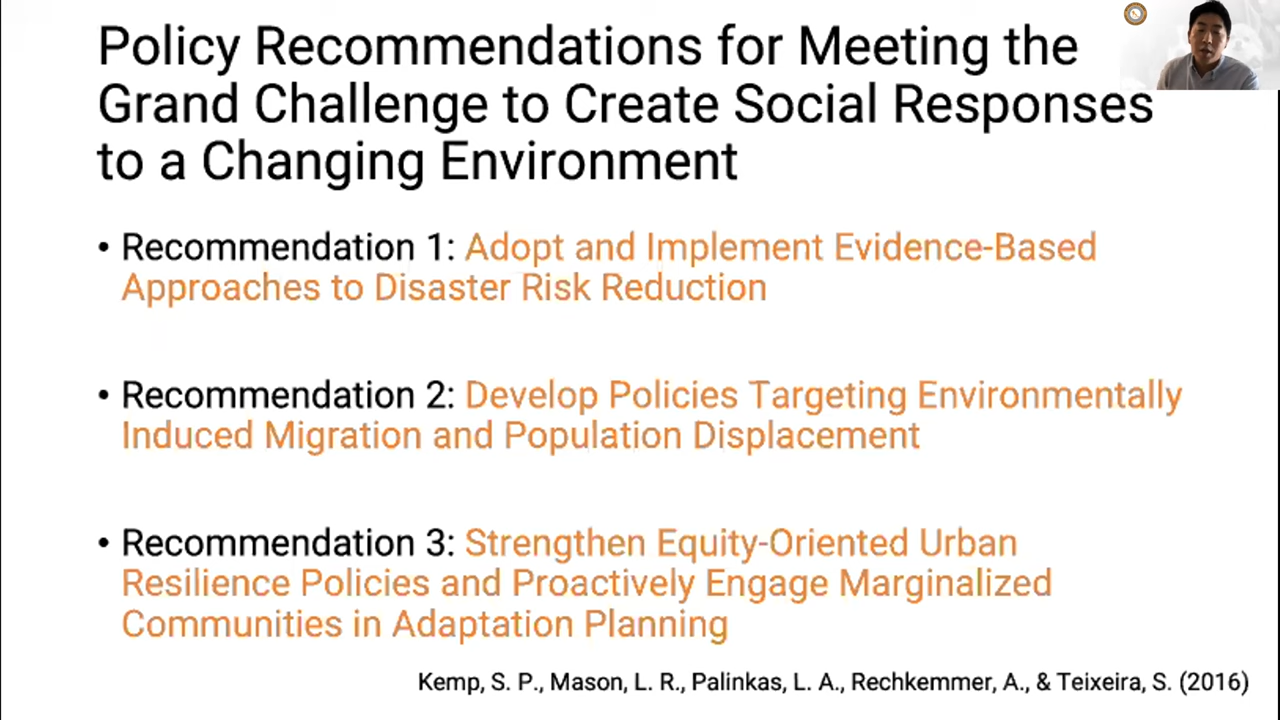 Policy Recommendations for Meeting the
Grand Challenge to Create Social Responses
to a Changing Environment
• Recommendation 1: Adopt and Implement Evidence-Based
Approaches to Disaster Risk Reduction
• Recommendation 2: Develop Policies Targeting Environmentally
Induced Migration and Population Displacement
• Recommendation 3: Strengthen Equity-Oriented Urban
Resilience Policies and Proactively Engage Marginalized
Communities in Adaptation Planning
Kemp, S. P., Mason, L. R., Palinkas, L. A., Rechkemmer, A., & Teixeira, S. (2016)